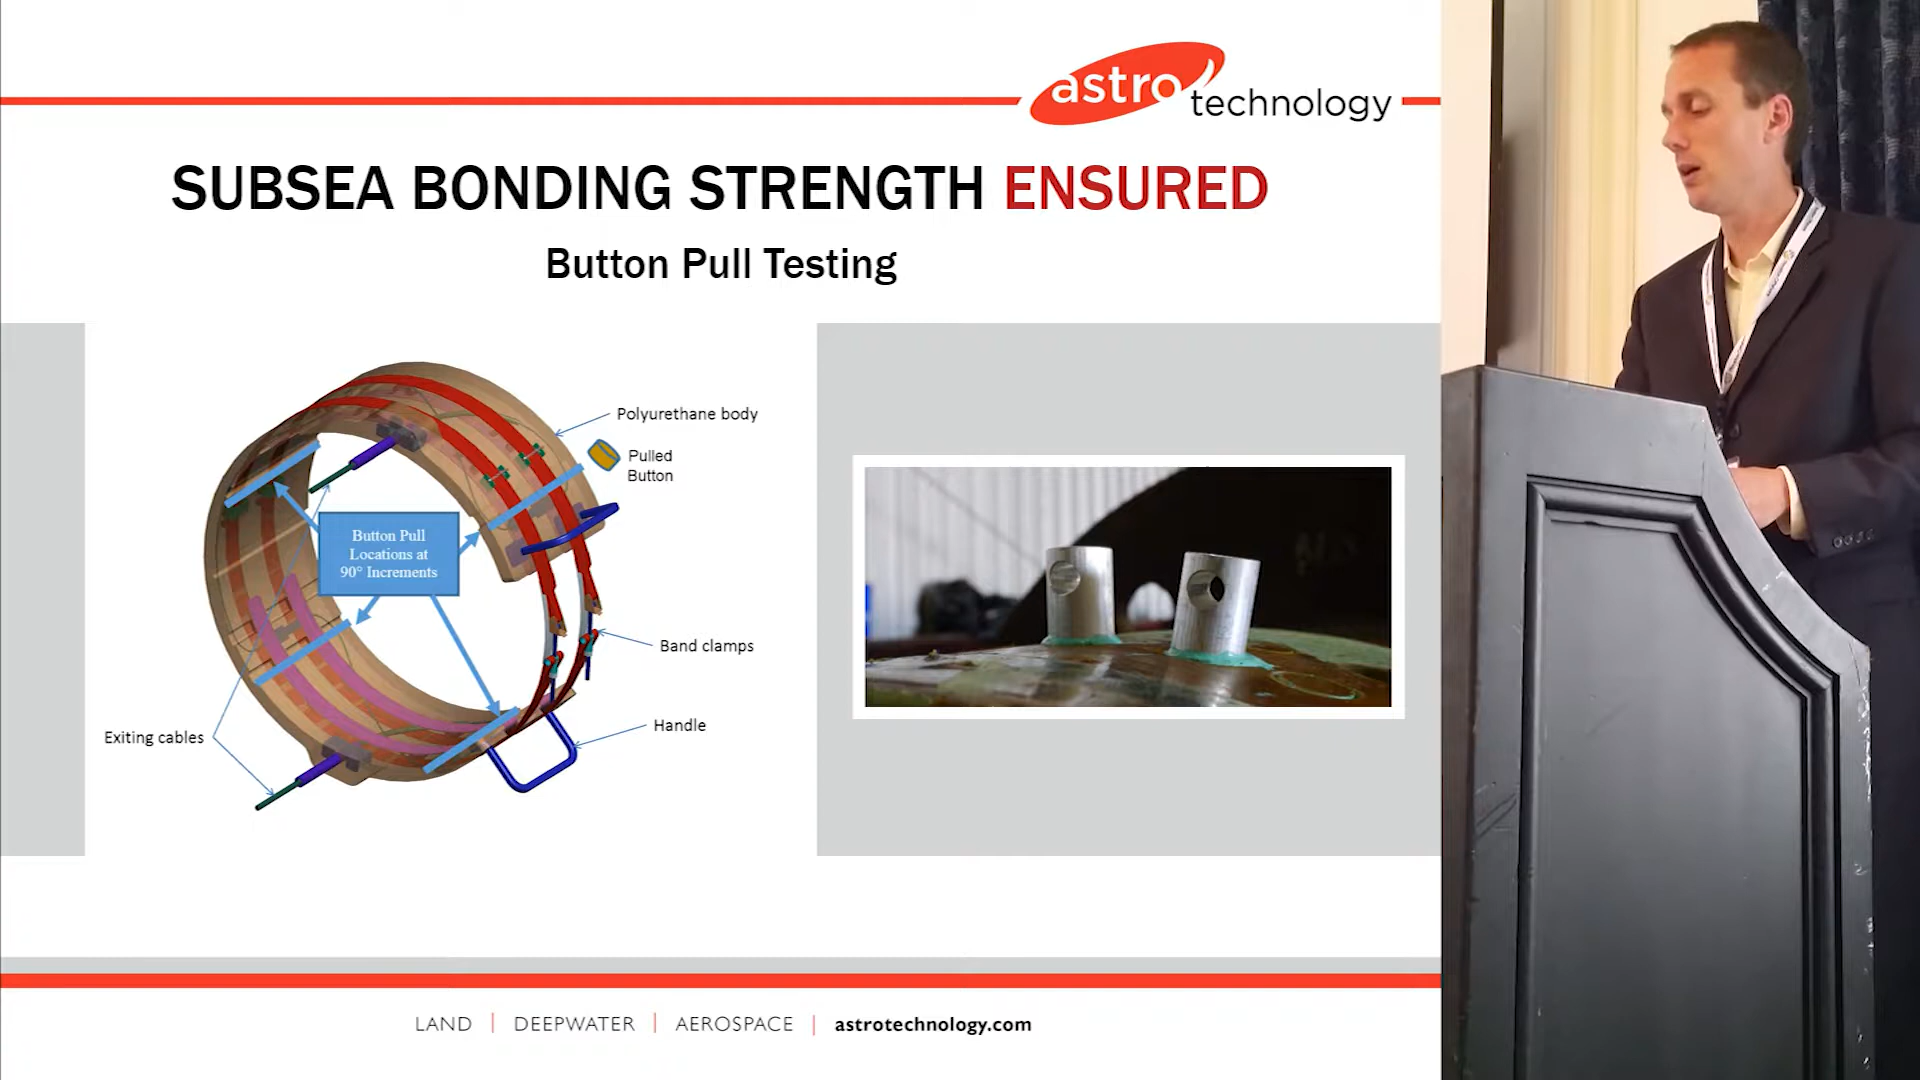 astro technology
SUBSEA BONDING STRENGTH ENSURED
Button Pull Testing
Polyurethane body
Pulled
Button
Button Pull
Locations at
90° Increments
Band clamps
Handle
Exiting cables
LAND | DEEPWATER | AEROSPACE | astrotechnology.com